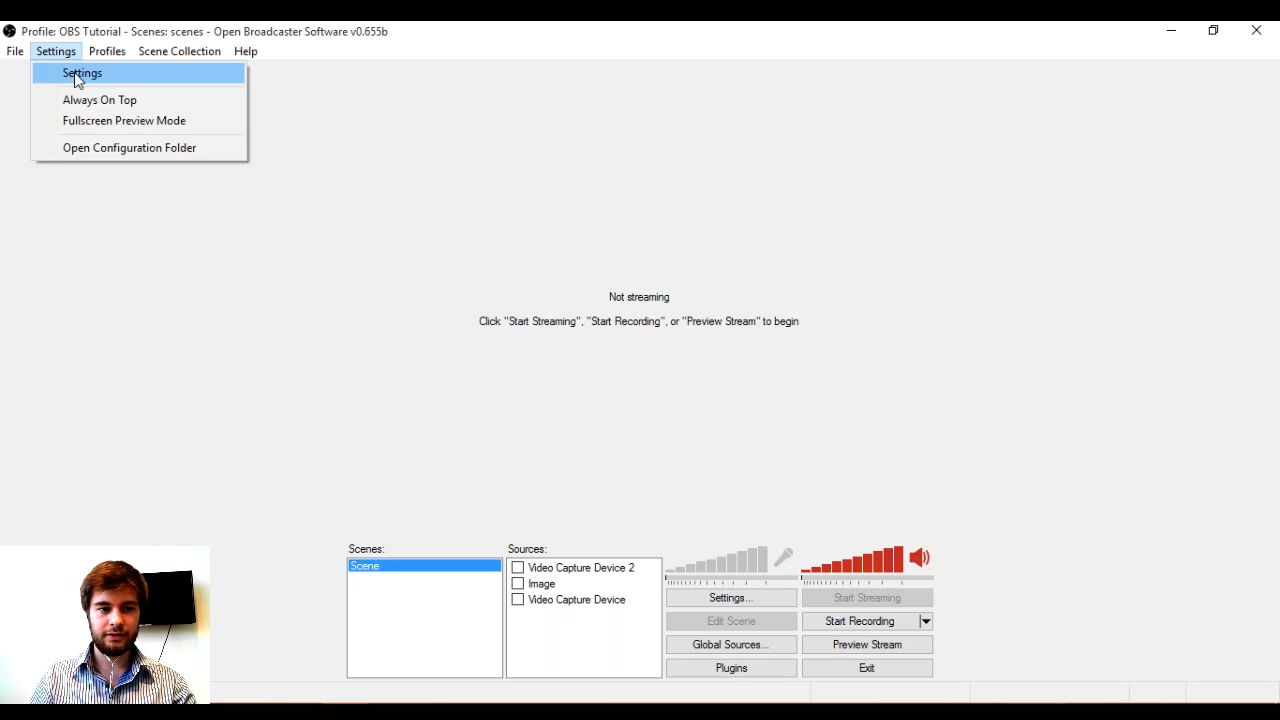 Profile: OBS Tutorial - Scenes: scenes - Open Broadcaster Software v0.655b
File Settings Profiles Scene Collection Help
Settings
Always On Top
Fullscreen Preview Mode
Open Configuration Folder
Not streaming
Click "Start Streaming", "Start Recording", or "Preview Stream" to begin
Scenes:
Scene
Sources:
Video Capture Device 2
Image
Video Capture Device
Settings...
Start Streaming
Edit Scene
Start Recording
Global Sources...
Preview Stream
Plugins
Exit